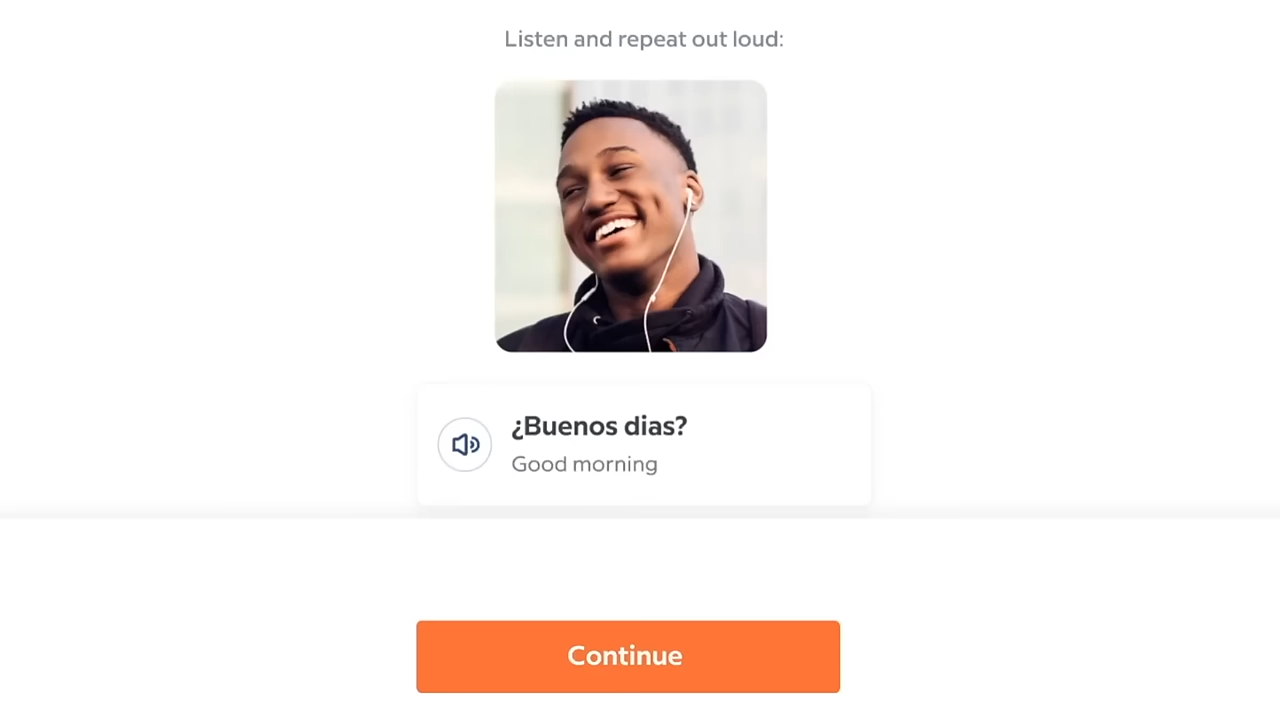 Listen and repeat out loud:
¿Buenos dias?
Good morning
Continue